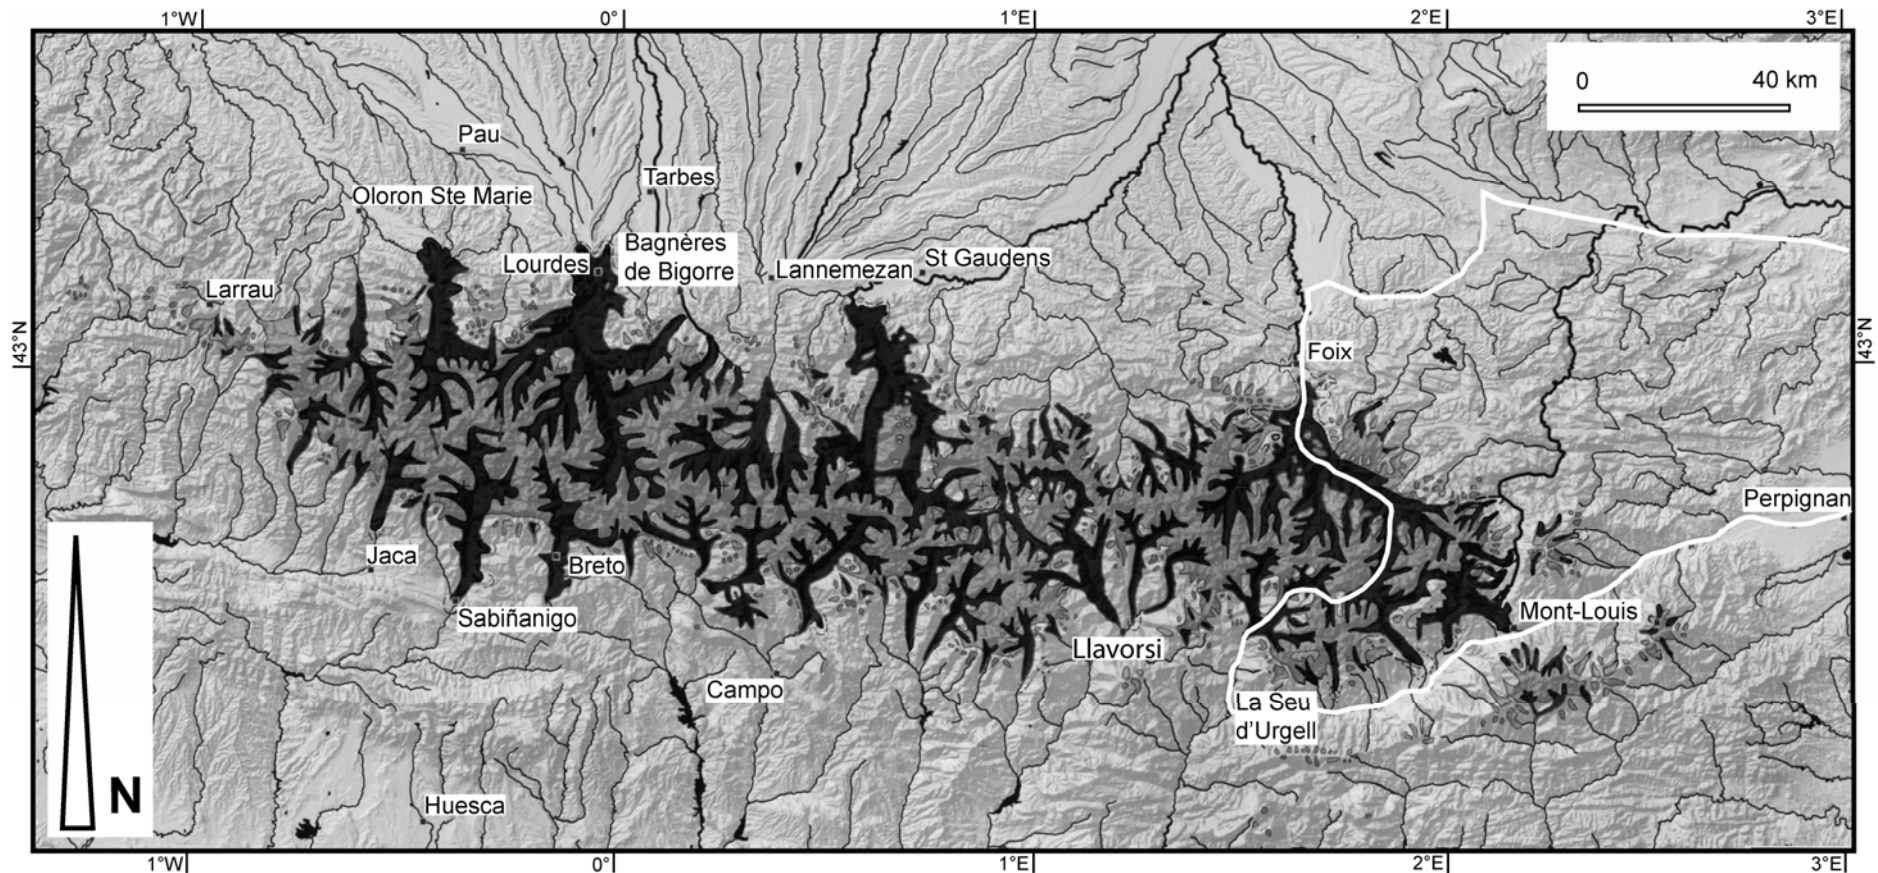 1°W 0° 1°E 2°E 3°E
0 40 km
Pau
Tarbes
Oloron Ste Marie
Bagnères
de Bigorre
Lourdes
St Gaudens
Lannemezan
Larrau
43°N
43°N
Foix
Perpignan
Jaca
Breto
Sabiñanigo
Mont-Louis
Llavorsi
Campo
La Seu
d'Urgell
N
Huesca
1°W 0° 1°E 2°E 3°E